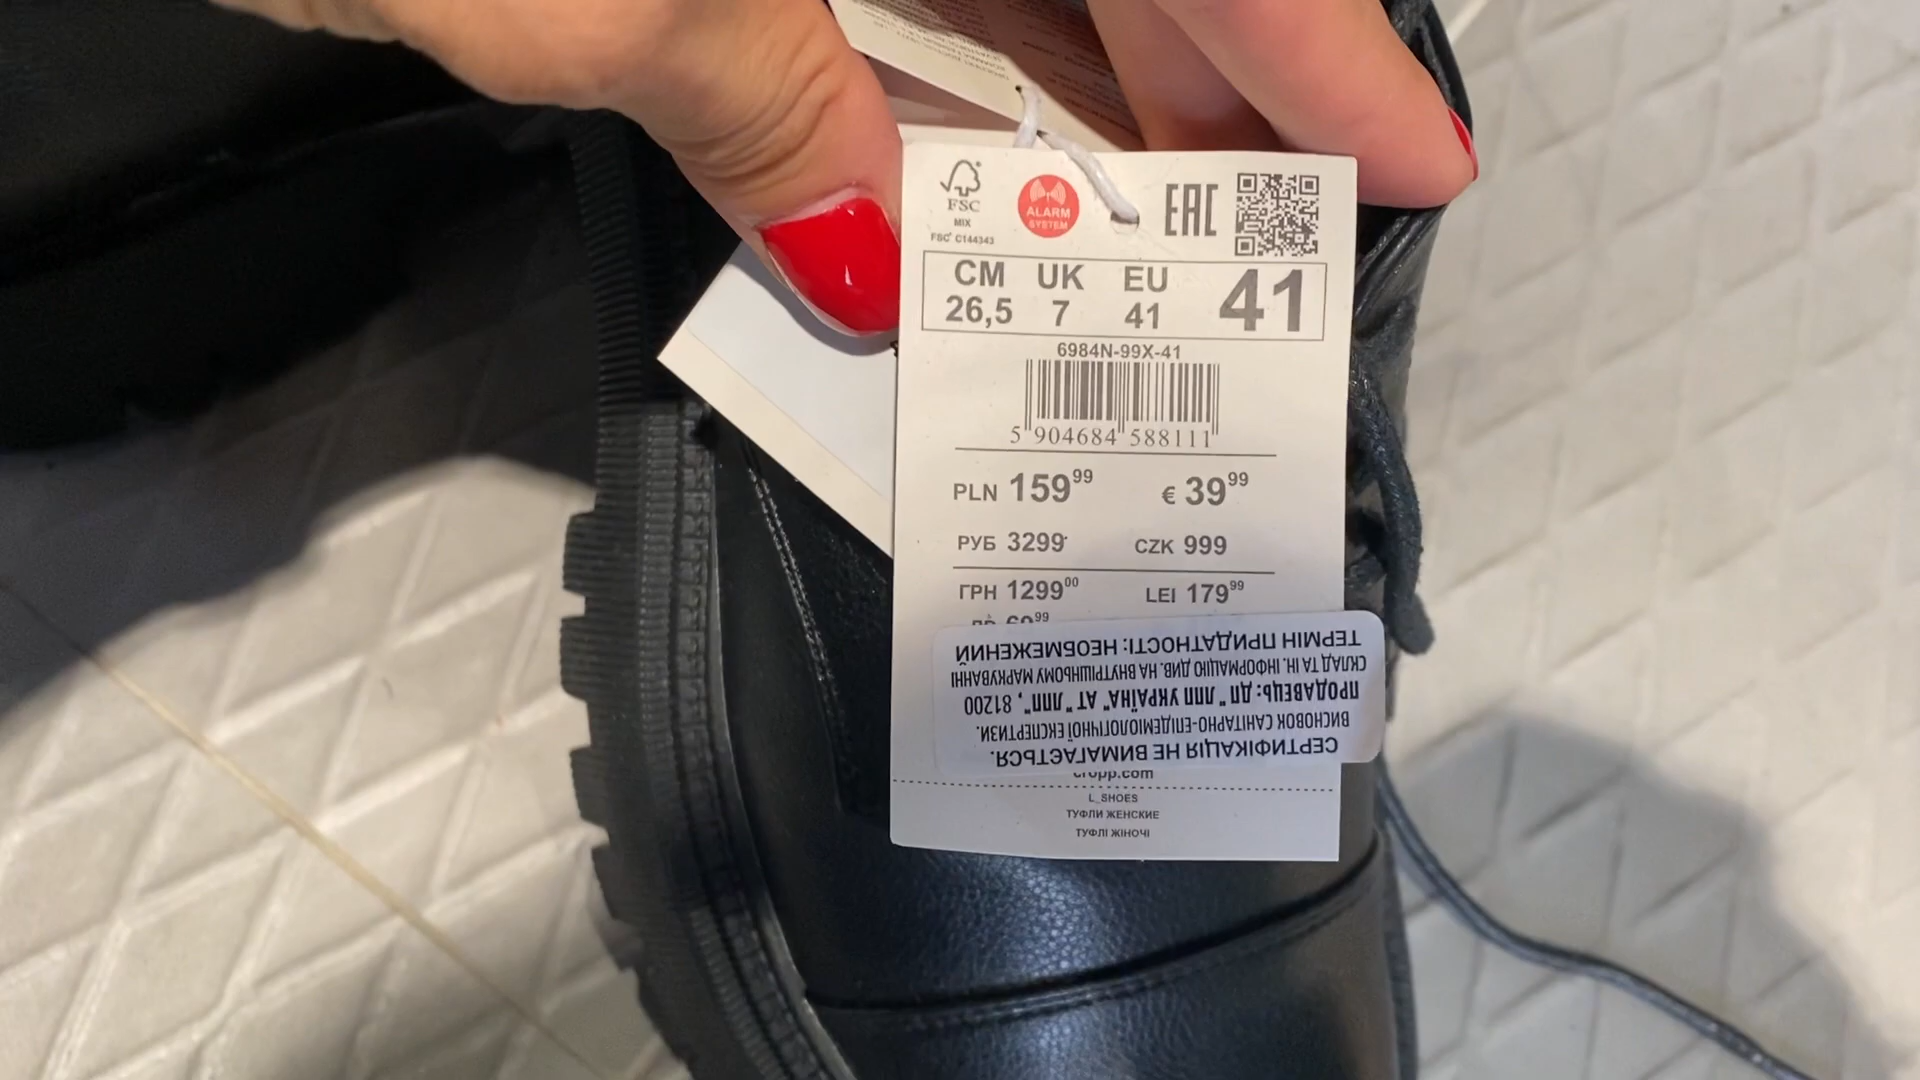 FSC
MIX
FSC® C144343
ALARM
SYSTEM
EAC
CM UK EU 41
26,5 7 41
6984N-99X-41
5 904684 588111
PLN 159 99 € 39 99
РУБ 3299 CZK 999
ГРН 1299 00 LEI 179 99
69 99
СЕРТИФІКАЦІЯ НЕ ВИМАГАЄТЬСЯ.
ВИСНОВОК САНІТАРНО-ЕПІДЕМІОЛОГІЧНОЇ ЕКСПЕРТИЗИ.
ПРОДАВЕЦЬ: ДП " ЛПП УКРАЇНА" АТ " ЛПП", 81200
СКЛАД ТА ІН. ІНФОРМАЦІЮ ДИВ. НА ВНУТРІШНЬОМУ МАРКУВАННІ
ТЕРМІН ПРИДАТНОСТІ: НЕОБМЕЖЕНИЙ
cropp.com
L_SHOES
ТУФЛИ ЖЕНСКИЕ
ТУФЛІ ЖІНОЧІ